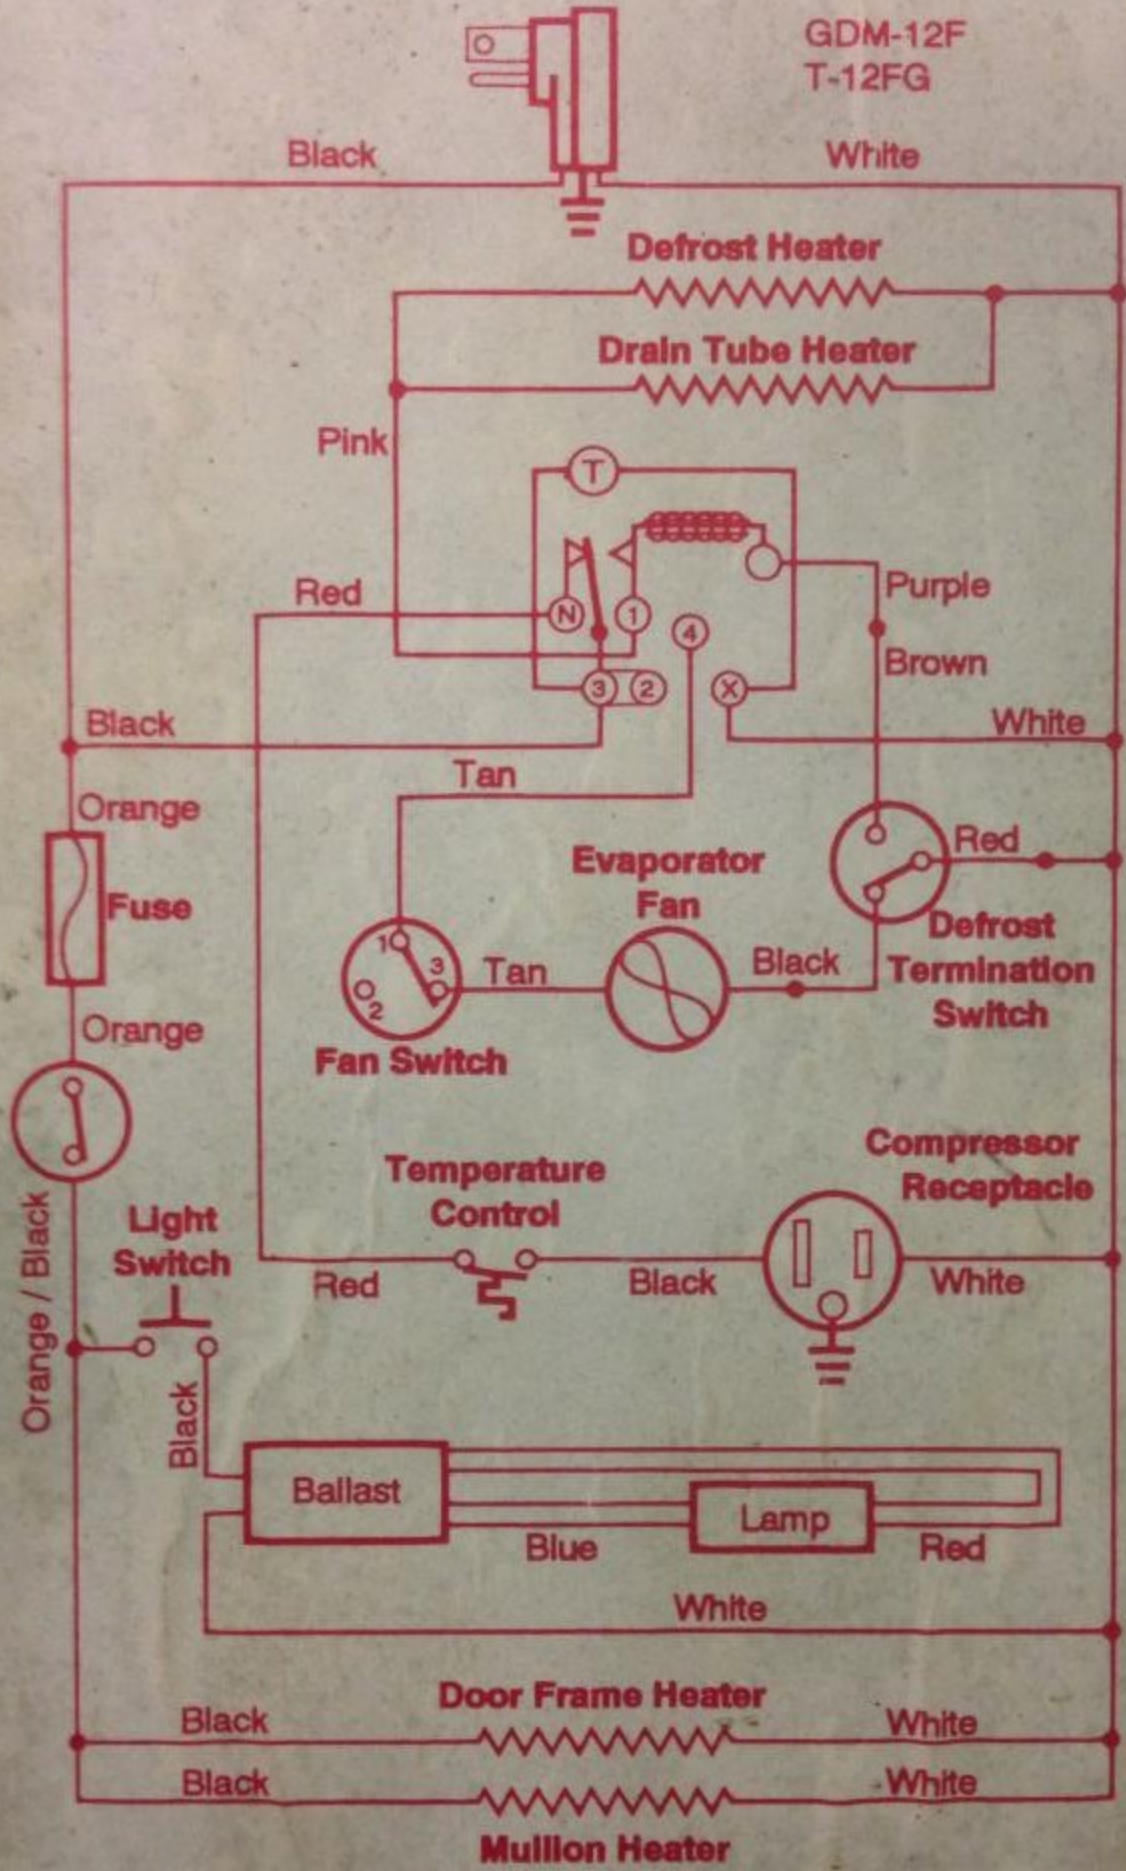 GDM-12F
T-12FG
Black
White
Defrost Heater
Drain Tube Heater
Pink
T
Red
N
1
4
Purple
Brown
3
2
X
Black
White
Tan
Orange
Fuse
Evaporator
Fan
Red
Defrost
Termination
Switch
1
3
2
Tan
Black
Fan Switch
Orange
Compressor
Receptacle
Temperature
Control
Orange / Black
Light
Switch
Red
Black
White
Black
Ballast
Lamp
Blue
Red
White
Door Frame Heater
Black
White
Black
White
Mullion Heater